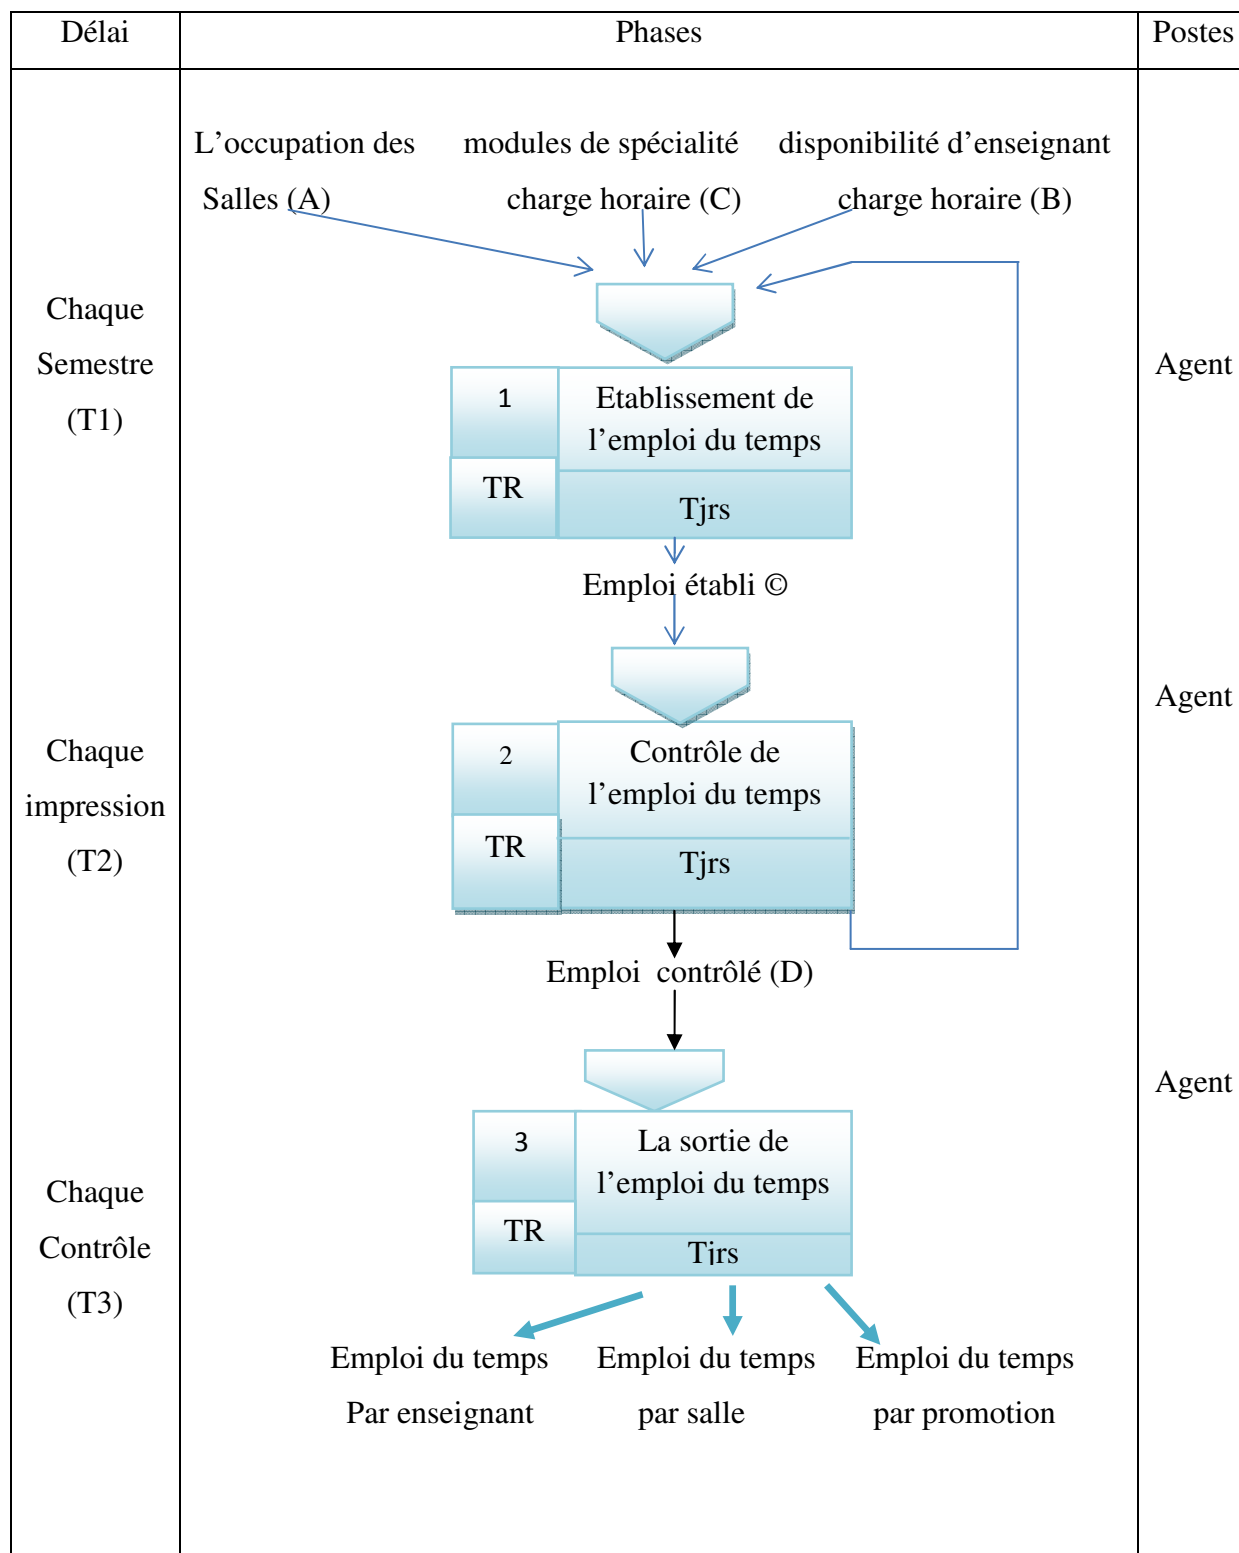 Délai Phases Postes
L’occupation des modules de spécialité disponibilité d’enseignant
Salles (A) charge horaire (C) charge horaire (B)
Chaque
Semestre
(T1)
Agent
1 Etablissement de
l’emploi du temps
TR
Tjrs
Emploi établi ©
Agent
Chaque
impression
(T2)
2 Contrôle de
l’emploi du temps
TR
Tjrs
Emploi contrôlé (D)
Agent
Chaque
Contrôle
(T3)
3 La sortie de
l’emploi du temps
TR
Tjrs
Emploi du temps Emploi du temps Emploi du temps
Par enseignant par salle par promotion